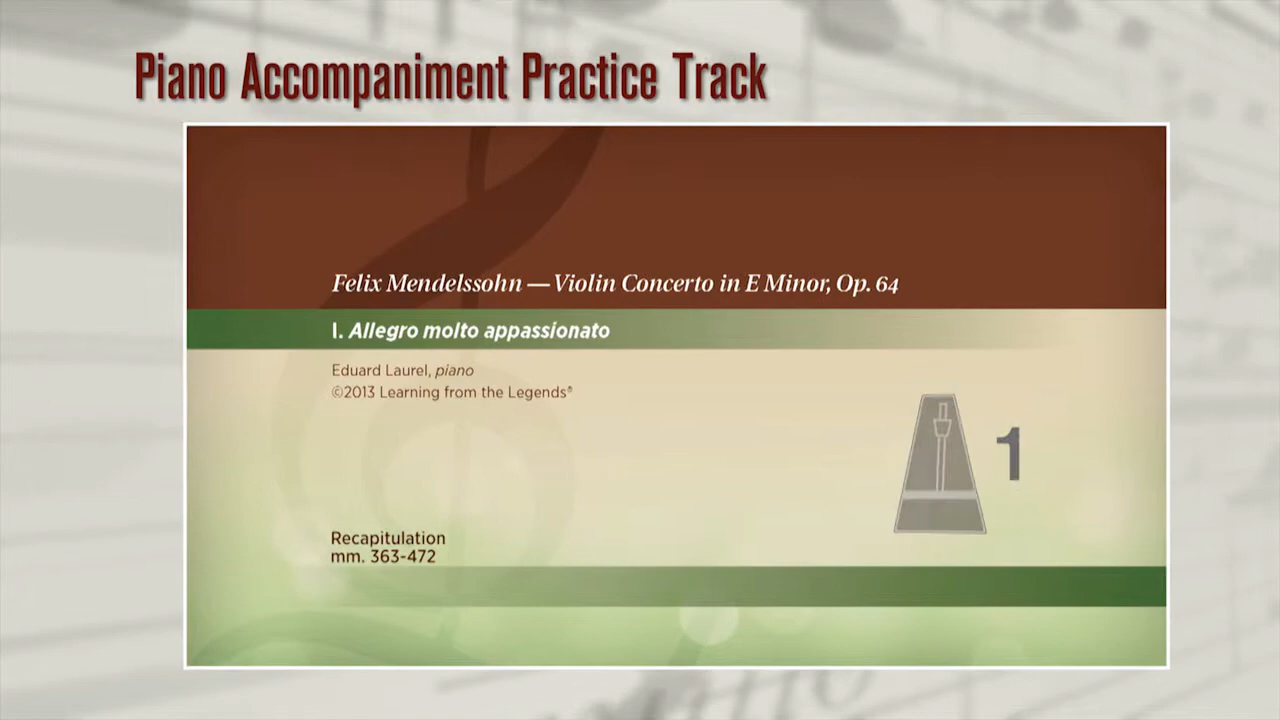 Piano Accompaniment Practice Track
Felix Mendelssohn — Violin Concerto in E Minor, Op. 64
I. Allegro molto appassionato
Eduard Laurel, piano
©2013 Learning from the Legends®
1
Recapitulation
mm. 363-472